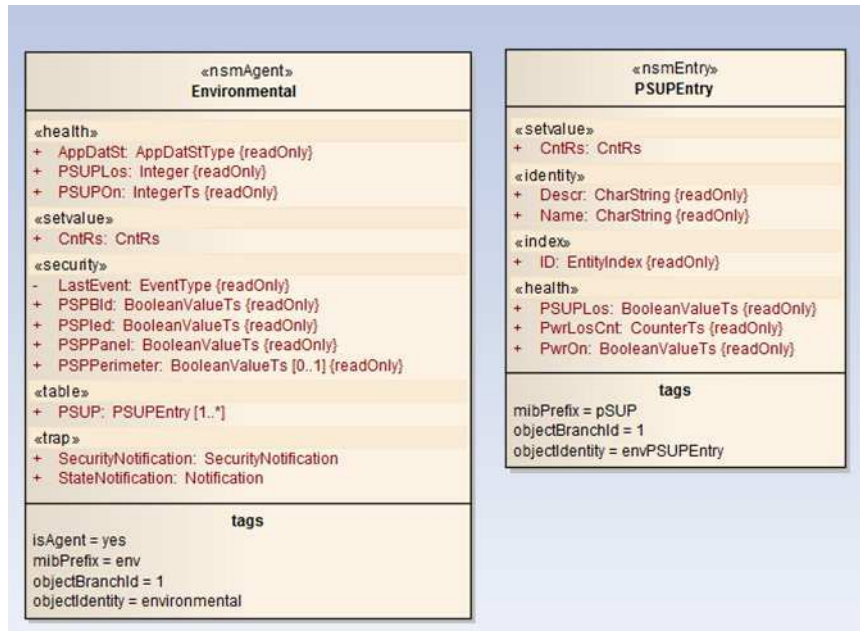 «nsmAgent»
Environmental
«health»
+ AppDatSt: AppDatStType {readOnly}
+ PSUPLos: Integer {readOnly}
+ PSUPOn: IntegerTs {readOnly}
«setvalue»
+ CntRs: CntRs
«security»
- LastEvent: EventType {readOnly}
+ PSPBld: BooleanValueTs {readOnly}
+ PSPIed: BooleanValueTs {readOnly}
+ PSPPanel: BooleanValueTs {readOnly}
+ PSPPerimeter: BooleanValueTs [0..1] {readOnly}
«table»
+ PSUP: PSUPEntry [1..*]
«trap»
+ SecurityNotification: SecurityNotification
+ StateNotification: Notification
tags
isAgent = yes
mibPrefix = env
objectBranchId = 1
objectIdentity = environmental
«nsmEntry»
PSUPEntry
«setvalue»
+ CntRs: CntRs
«identity»
+ Descr: CharString {readOnly}
+ Name: CharString {readOnly}
«index»
+ ID: EntityIndex {readOnly}
«health»
+ PSUPLos: BooleanValueTs {readOnly}
+ PwrLosCnt: CounterTs {readOnly}
+ PwrOn: BooleanValueTs {readOnly}
tags
mibPrefix = pSUP
objectBranchId = 1
objectIdentity = envPSUPEntry